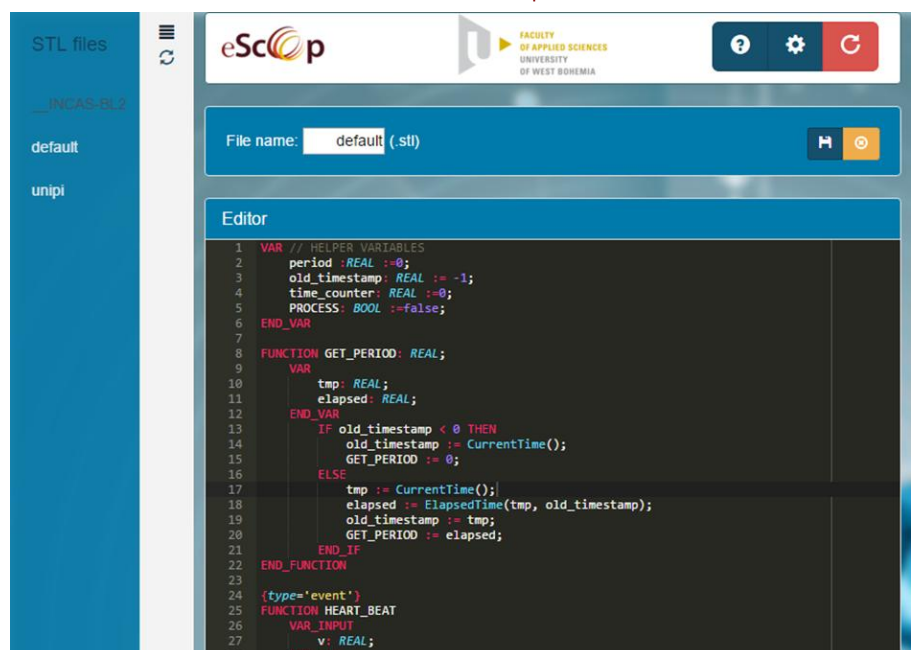 STL files
__INCAS-BL2
default
unipi
eScop
FACULTY
OF APPLIED SCIENCES
UNIVERSITY
OF WEST BOHEMIA
File name: default (.stl)
Editor
1 VAR // HELPER VARIABLES
2 period :REAL :=0;
3 old_timestamp: REAL := -1;
4 time_counter: REAL :=0;
5 PROCESS: BOOL :=false;
6 END_VAR
7
8 FUNCTION GET_PERIOD: REAL;
9 VAR
10 tmp: REAL;
11 elapsed: REAL;
12 END_VAR
13 IF old_timestamp < 0 THEN
14 old_timestamp := CurrentTime();
15 GET_PERIOD := 0;
16 ELSE
17 tmp := CurrentTime();
18 elapsed := ElapsedTime(tmp, old_timestamp);
19 old_timestamp := tmp;
20 GET_PERIOD := elapsed;
21 END_IF
22 END_FUNCTION
23
24 {type='event'}
25 FUNCTION HEART_BEAT
26 VAR_INPUT
27 v: REAL;